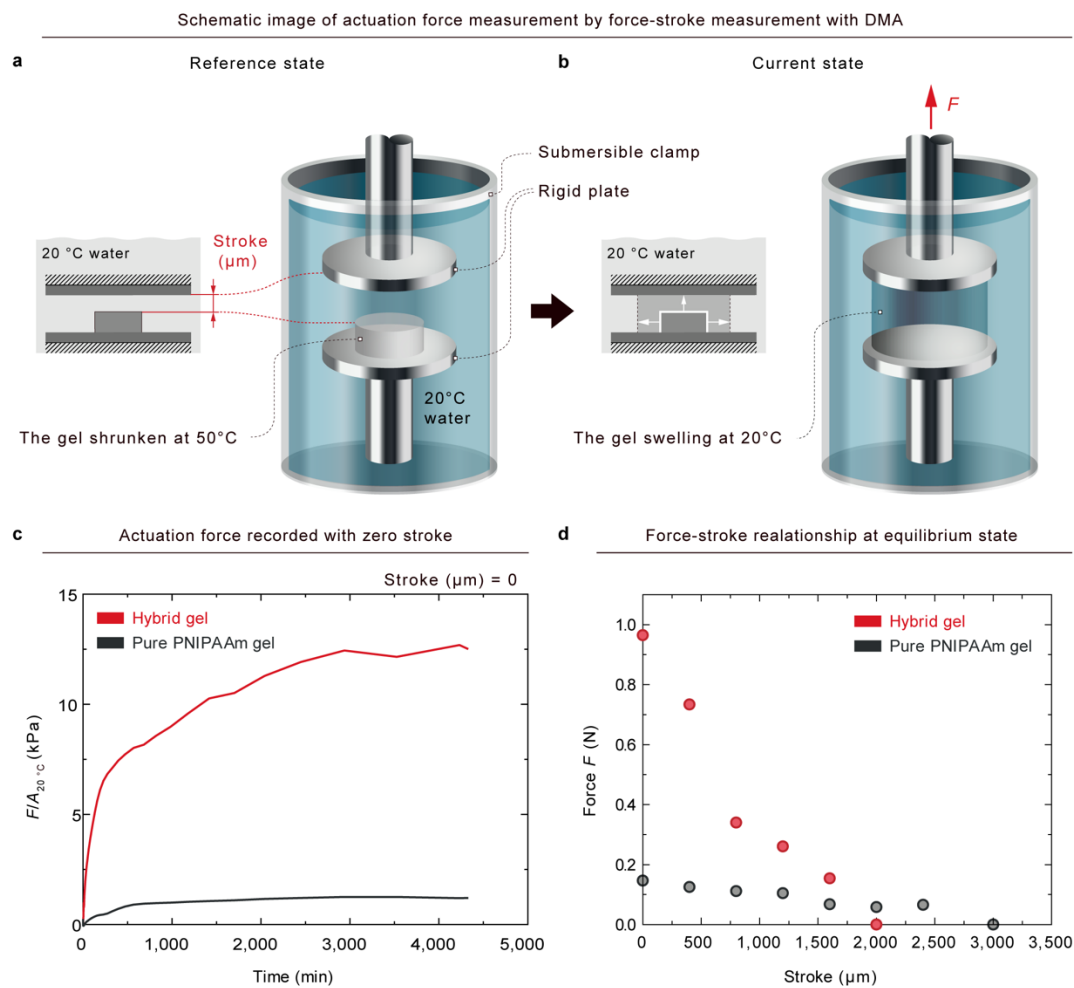 Schematic image of actuation force measurement by force-stroke measurement with DMA
a
Reference state
b
Current state
F
Submersible clamp
Rigid plate
20 °C water
Stroke
(μm)
20 °C water
20°C
water
The gel shrunken at 50°C
The gel swelling at 20°C
c
Actuation force recorded with zero stroke
Stroke (μm) = 0
15
10
5
0
Hybrid gel
Pure PNIPAAm gel
F/A20 °C (kPa)
0
1,000
2,000
3,000
4,000
5,000
Time (min)
d
Force-stroke realationship at equilibrium state
1.0
0.8
0.6
0.4
0.2
0.0
Hybrid gel
Pure PNIPAAm gel
Force F (N)
0
500
1,000
1,500
2,000
2,500
3,000
3,500
Stroke (μm)